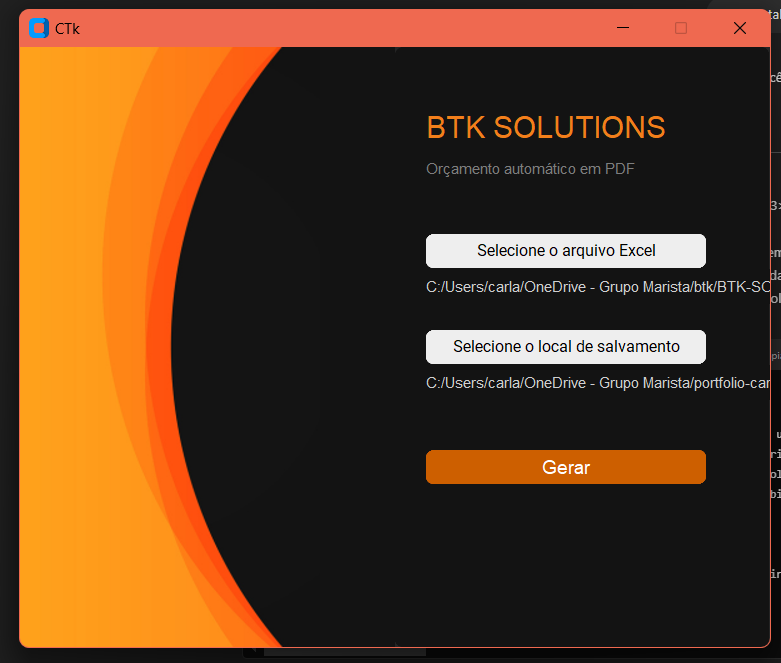 CTk
BTK SOLUTIONS
Orçamento automático em PDF
Selecione o arquivo Excel
C:/Users/carla/OneDrive - Grupo Marista/btk/BTK-SO
Selecione o local de salvamento
C:/Users/carla/OneDrive - Grupo Marista/portfolio-car
Gerar